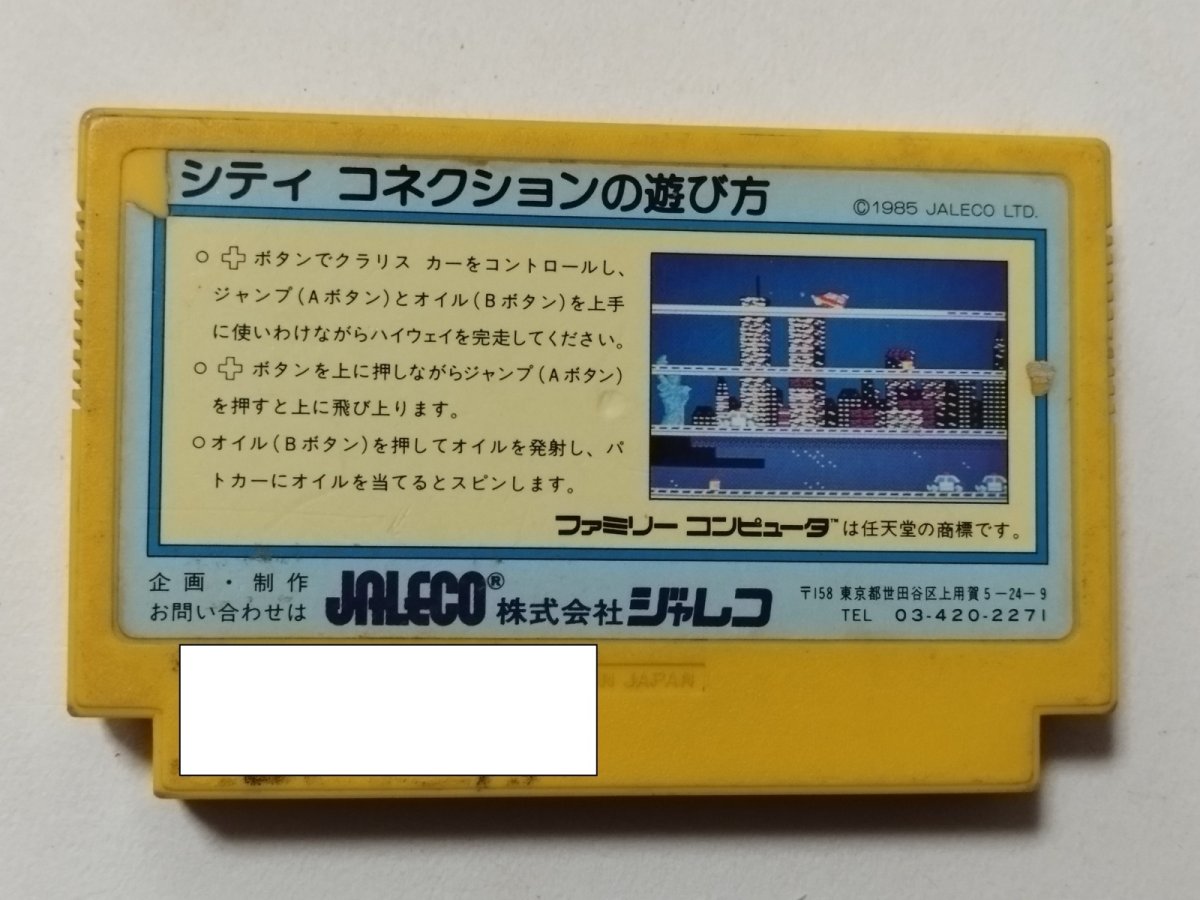 シティ コネクションの遊び方
©1985 JALECO LTD.
○ ボタンでクラリス カーをコントロールし、
ジャンプ(Aボタン)とオイル(Bボタン)を上手
に使いわけながらハイウェイを完走してください。
○ ボタンを上に押しながらジャンプ(Aボタン)
を押すと上に飛び上ります。
○オイル(Bボタン)を押してオイルを発射し、パ
トカーにオイルを当てるとスピンします。
ファミリー コンピュータ™は任天堂の商標です。
企画・制作
お問い合わせは
JALECO® 株式会社ジャレコ
〒158 東京都世田谷区上用賀5-24-9
TEL 03-420-2271